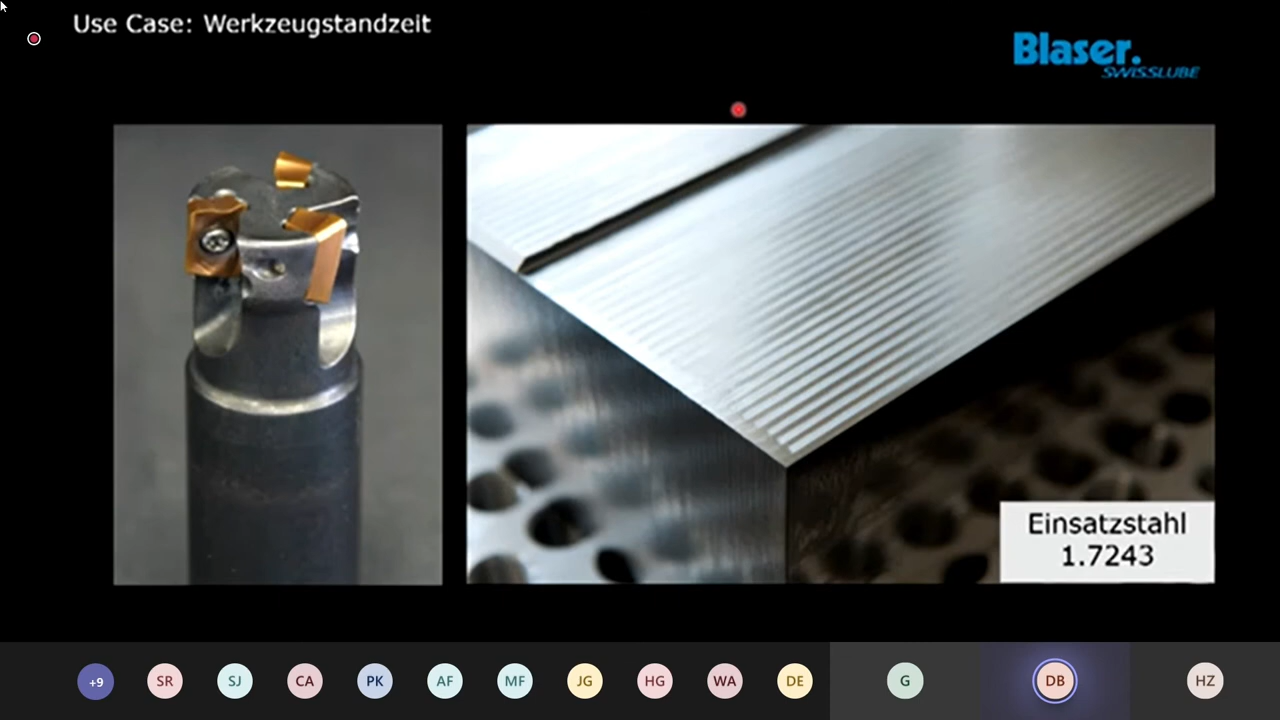 Use Case: Werkzeugstandzeit
Blaser.
SWISSLUBE
Einsatzstahl
1.7243
+9
SR
SJ
CA
PK
AF
MF
JG
HG
WA
DE
G
DB
HZ